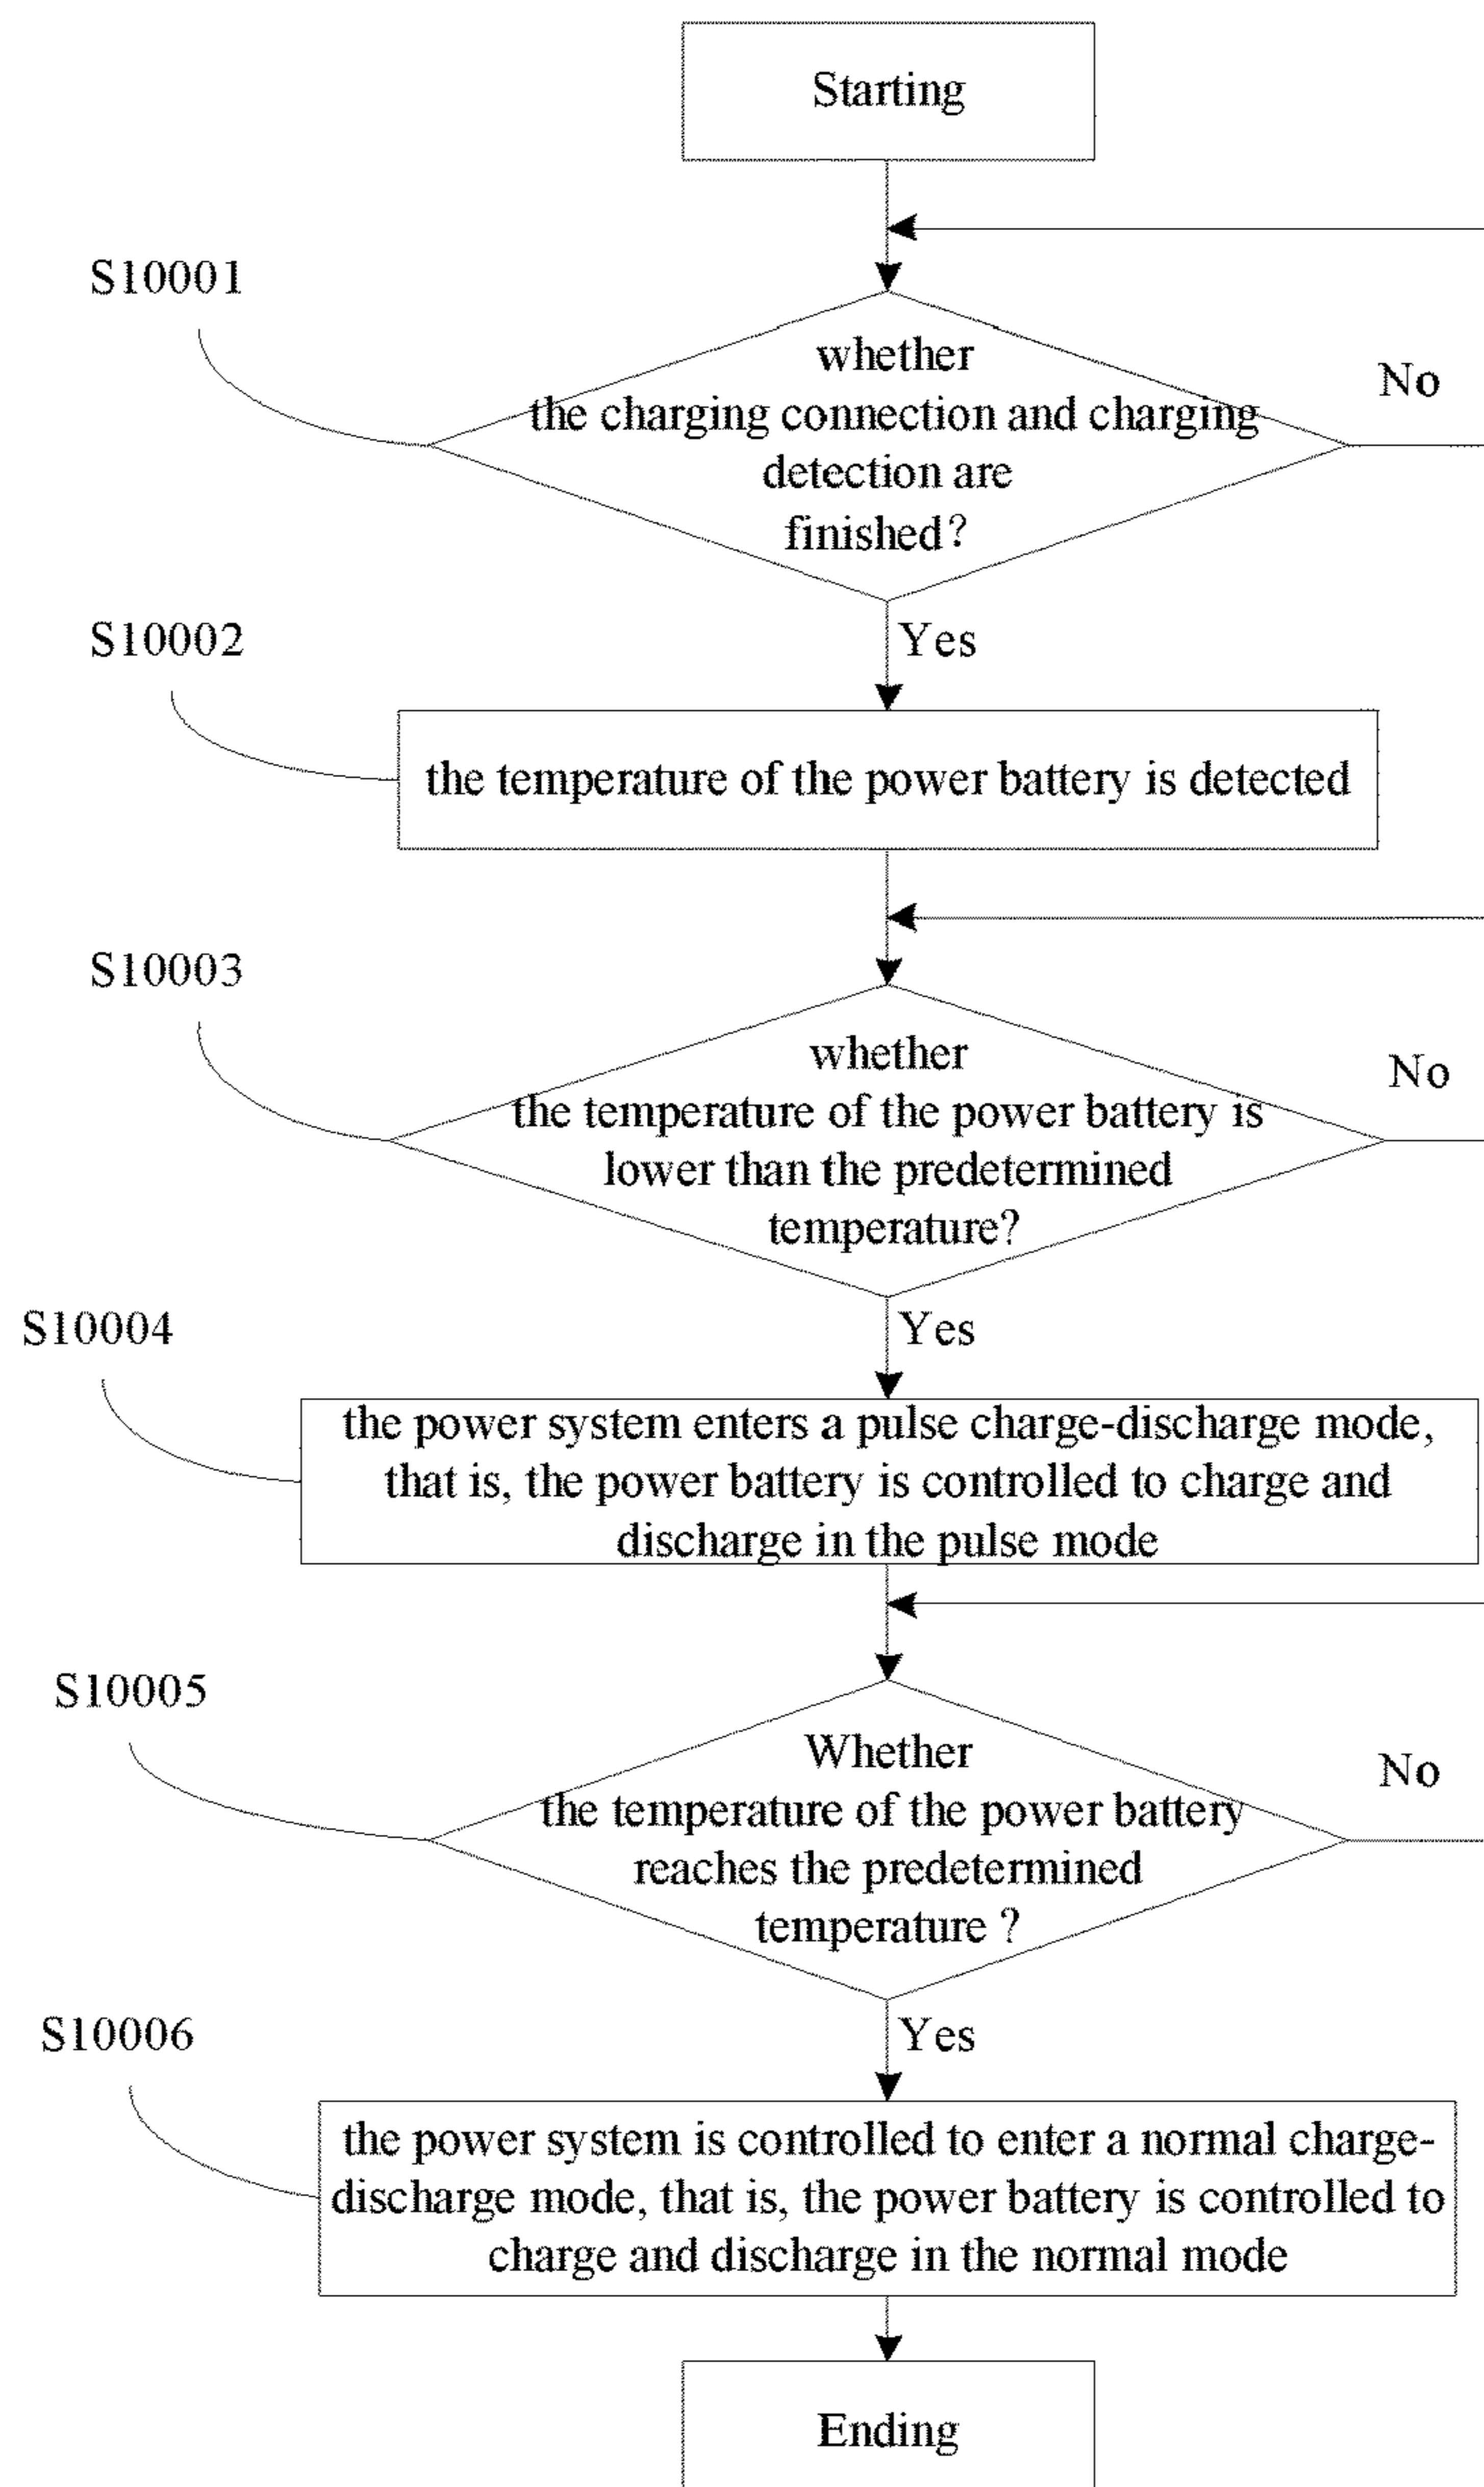 Starting
S10001
whether
the charging connection and charging
detection are
finished?
No
Yes
S10002
the temperature of the power battery is detected
S10003
whether
the temperature of the power battery is
lower than the predetermined
temperature?
No
Yes
S10004
the power system enters a pulse charge-discharge mode,
that is, the power battery is controlled to charge and
discharge in the pulse mode
S10005
Whether
the temperature of the power battery
reaches the predetermined
temperature ?
No
Yes
S10006
the power system is controlled to enter a normal charge-
discharge mode, that is, the power battery is controlled to
charge and discharge in the normal mode
Ending